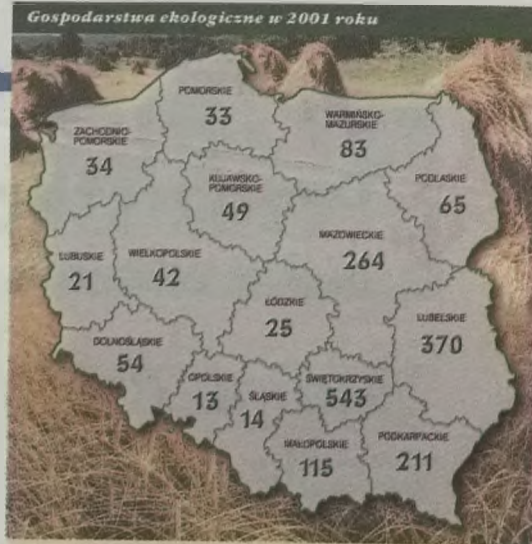 Gospodarstwa ekologiczne w 2001 roku
POMORSKIE
33
WARMIŃSKO-
MAZURSKIE
83
ZACHODNIO-
POMORSKIE
34
KUJAWSKO-
POMORSKIE
49
PODLASKIE
65
MAZOWIECKIE
264
LUBUSKIE
21
WIELKOPOLSKIE
42
ŁÓDZKIE
25
LUBELSKIE
370
DOLNOŚLĄSKIE
54
OPOLSKIE
13
ŚLĄSKIE
14
ŚWIĘTOKRZYSKIE
543
MAŁOPOLSKIE
115
PODKARPACKIE
211